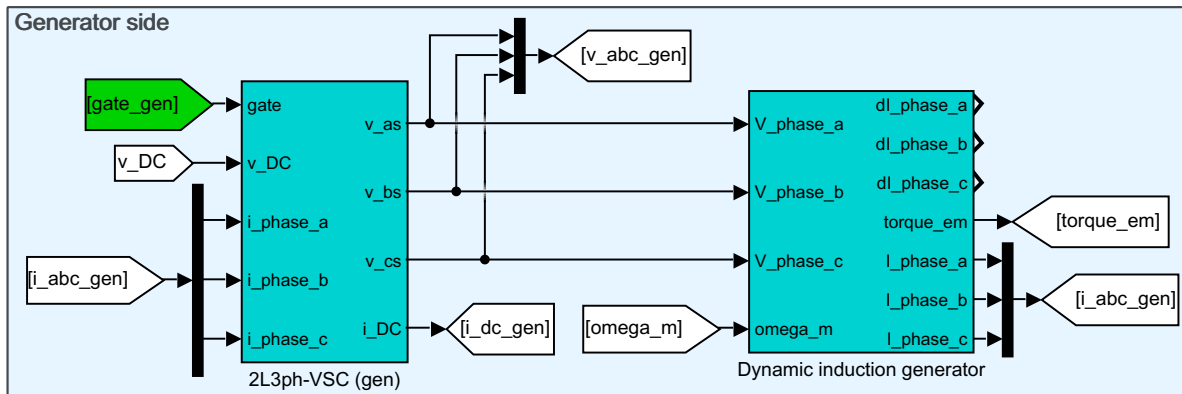 Generator side
[v_abc_gen]
[gate_gen]
gate
v_as
v_DC
v_DC
v_bs
i_phase_a
v_cs
[i_abc_gen]
i_phase_b
i_DC
i_phase_c
2L3ph-VSC (gen)
[i_dc_gen]
[omega_m]
V_phase_a
V_phase_b
V_phase_c
omega_m
dI_phase_a
dI_phase_b
dI_phase_c
torque_em
I_phase_a
I_phase_b
I_phase_c
Dynamic induction generator
[torque_em]
[i_abc_gen]